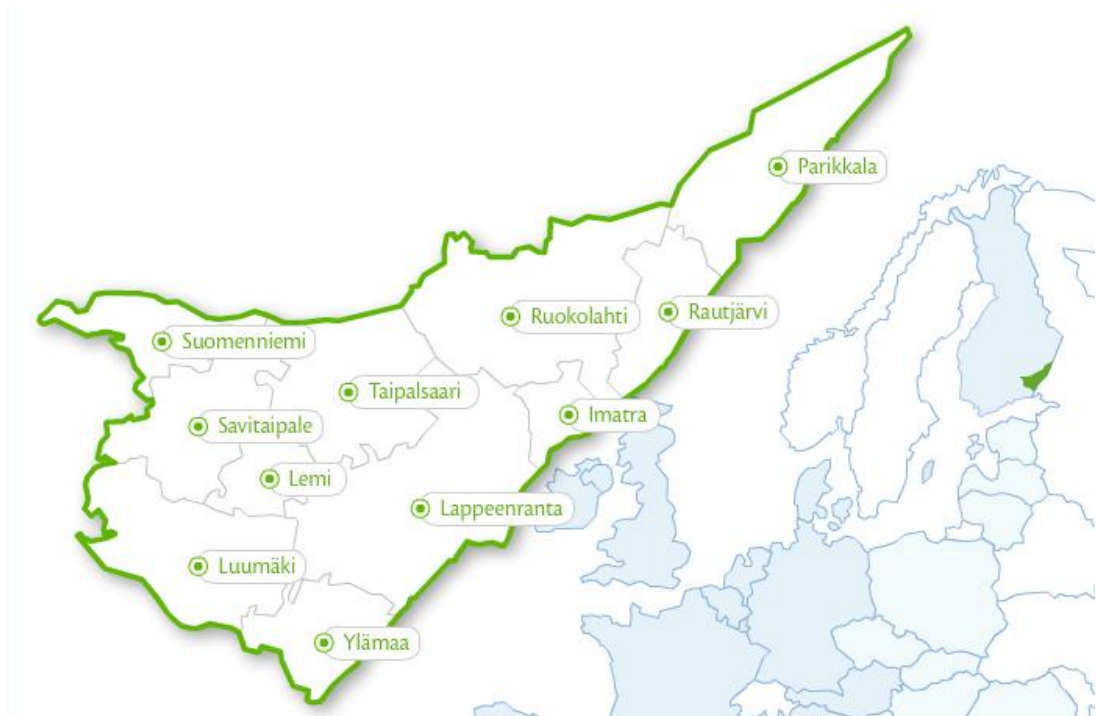 Parikkala
Ruokolahti
Rautjärvi
Suomenniemi
Taipalsaari
Imatra
Savitaipale
Lemi
Lappeenranta
Luumäki
Ylämaa